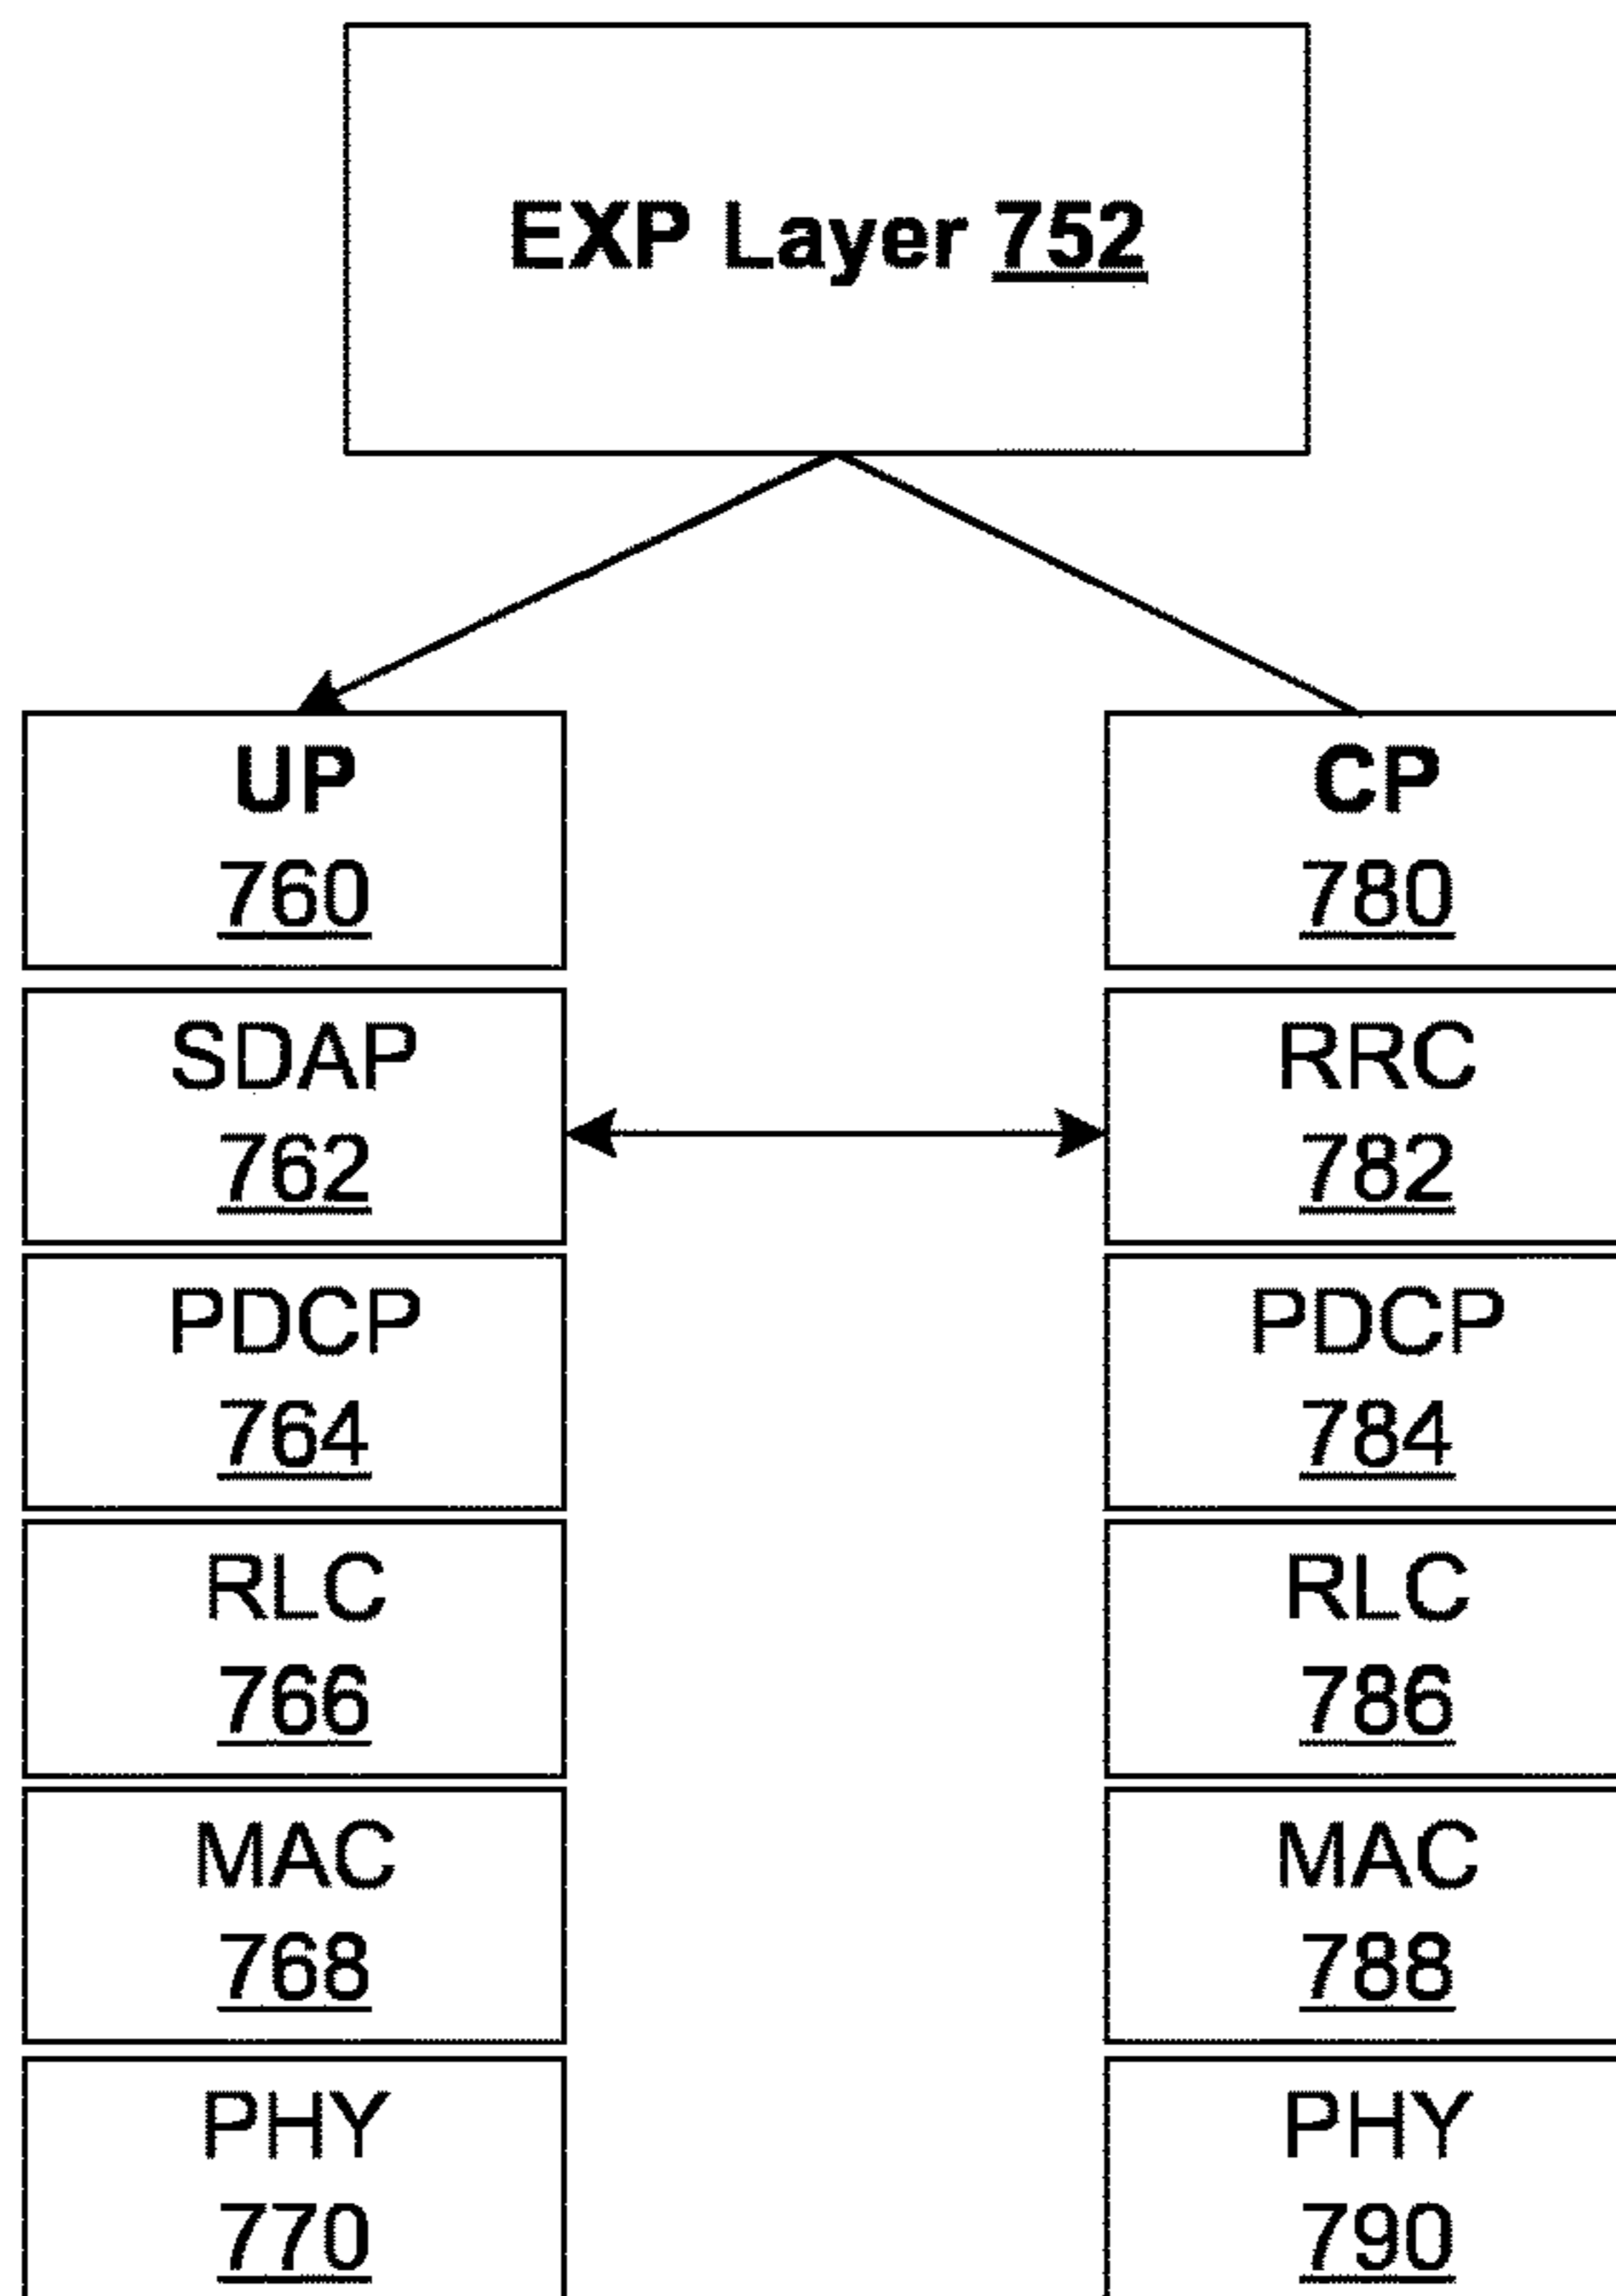 EXP Layer 752
UP
760
CP
780
SDAP
762
RRC
782
PDCP
764
PDCP
784
RLC
766
RLC
786
MAC
768
MAC
788
PHY
770
PHY
790